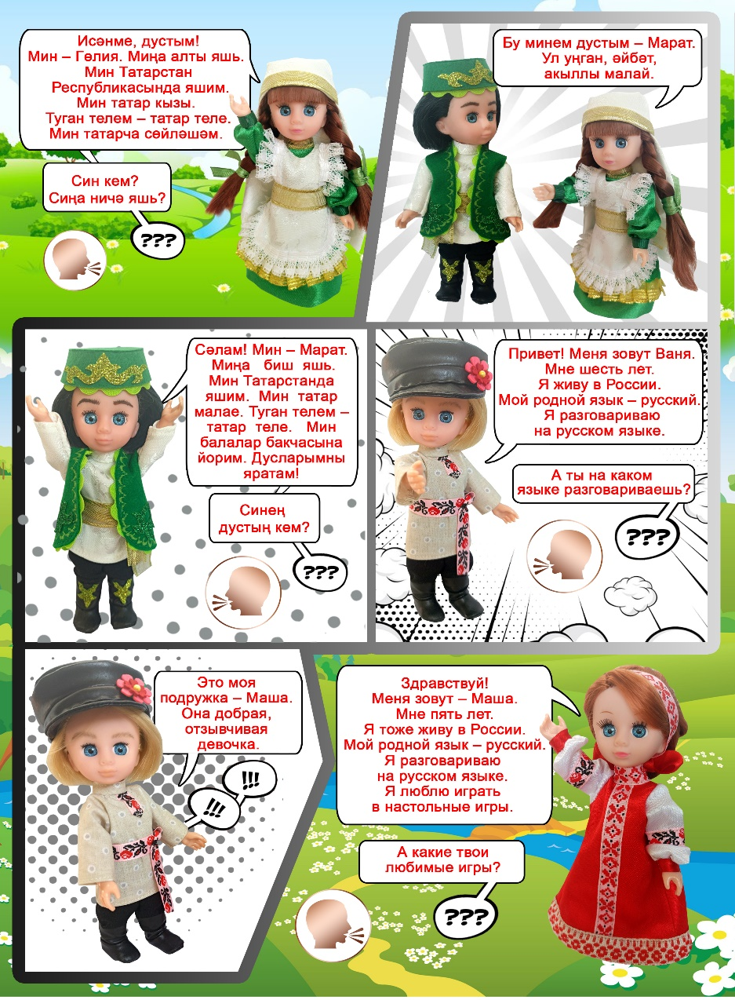 Исәнме, дустым!
Мин – Гөлия. Миңа алты яшь.
Мин Татарстан
Республикасында яшим.
Мин татар кызы.
Туган телем – татар теле.
Мин татарча сөйләшәм.
Син кем?
Сиңа ничә яшь?
???
Бу минем дустым – Марат.
Ул уңган, әйбәт,
акыллы малай.
Сәлам! Мин – Марат.
Миңа биш яшь.
Мин Татарстанда
яшим. Мин татар
малае. Туган телем –
татар теле. Мин
балалар бакчасына
йөрим. Дусларымны
яратам!
Синең
дустың кем?
???
Привет! Меня зовут Ваня.
Мне шесть лет.
Я живу в России.
Мой родной язык – русский.
Я разговариваю
на русском языке.
А ты на каком
языке разговариваешь?
???
Это моя
подружка – Маша.
Она добрая,
отзывчивая
девочка.
!!!
!!!
Здравствуй!
Меня зовут – Маша.
Мне пять лет.
Я тоже живу в России.
Мой родной язык – русский.
Я разговариваю
на русском языке.
Я люблю играть
в настольные игры.
А какие твои
любимые игры?
???